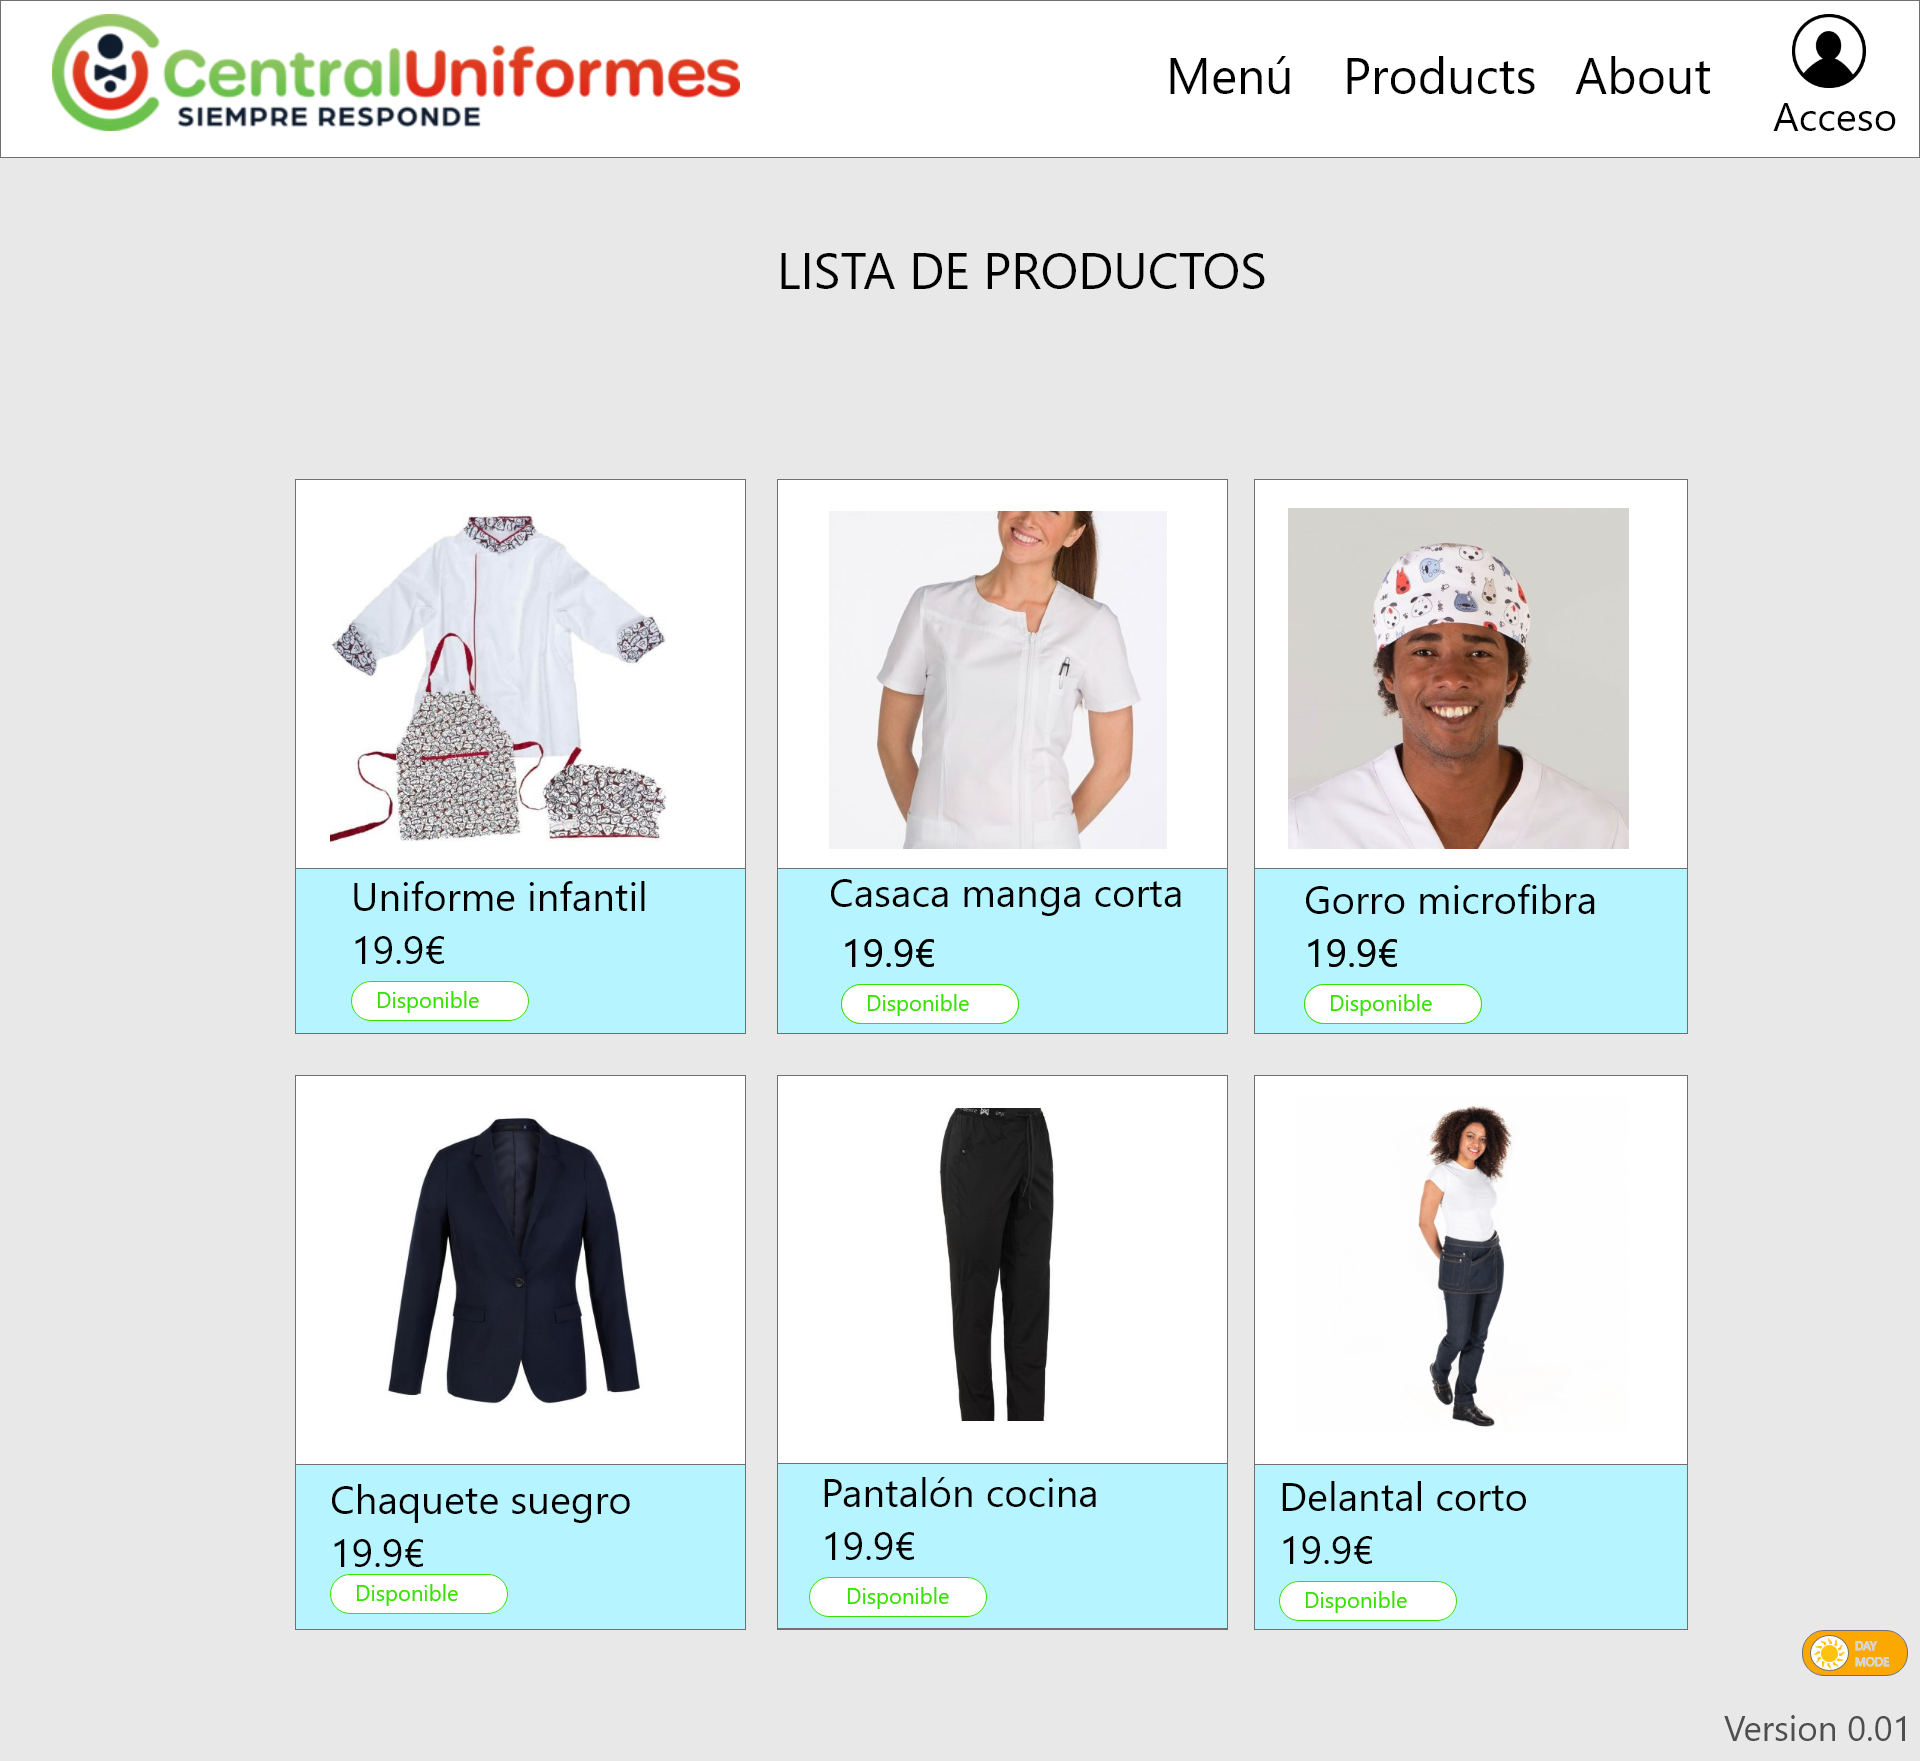 CentralUniformes
SIEMPRE RESPONDE
Menú
Products
About
Acceso
LISTA DE PRODUCTOS
Uniforme infantil
19.9€
Disponible
Casaca manga corta
19.9€
Disponible
Gorro microfibra
19.9€
Disponible
Chaquete suegro
19.9€
Disponible
Pantalón cocina
19.9€
Disponible
Delantal corto
19.9€
Disponible
DAY
MODE
Version 0.01